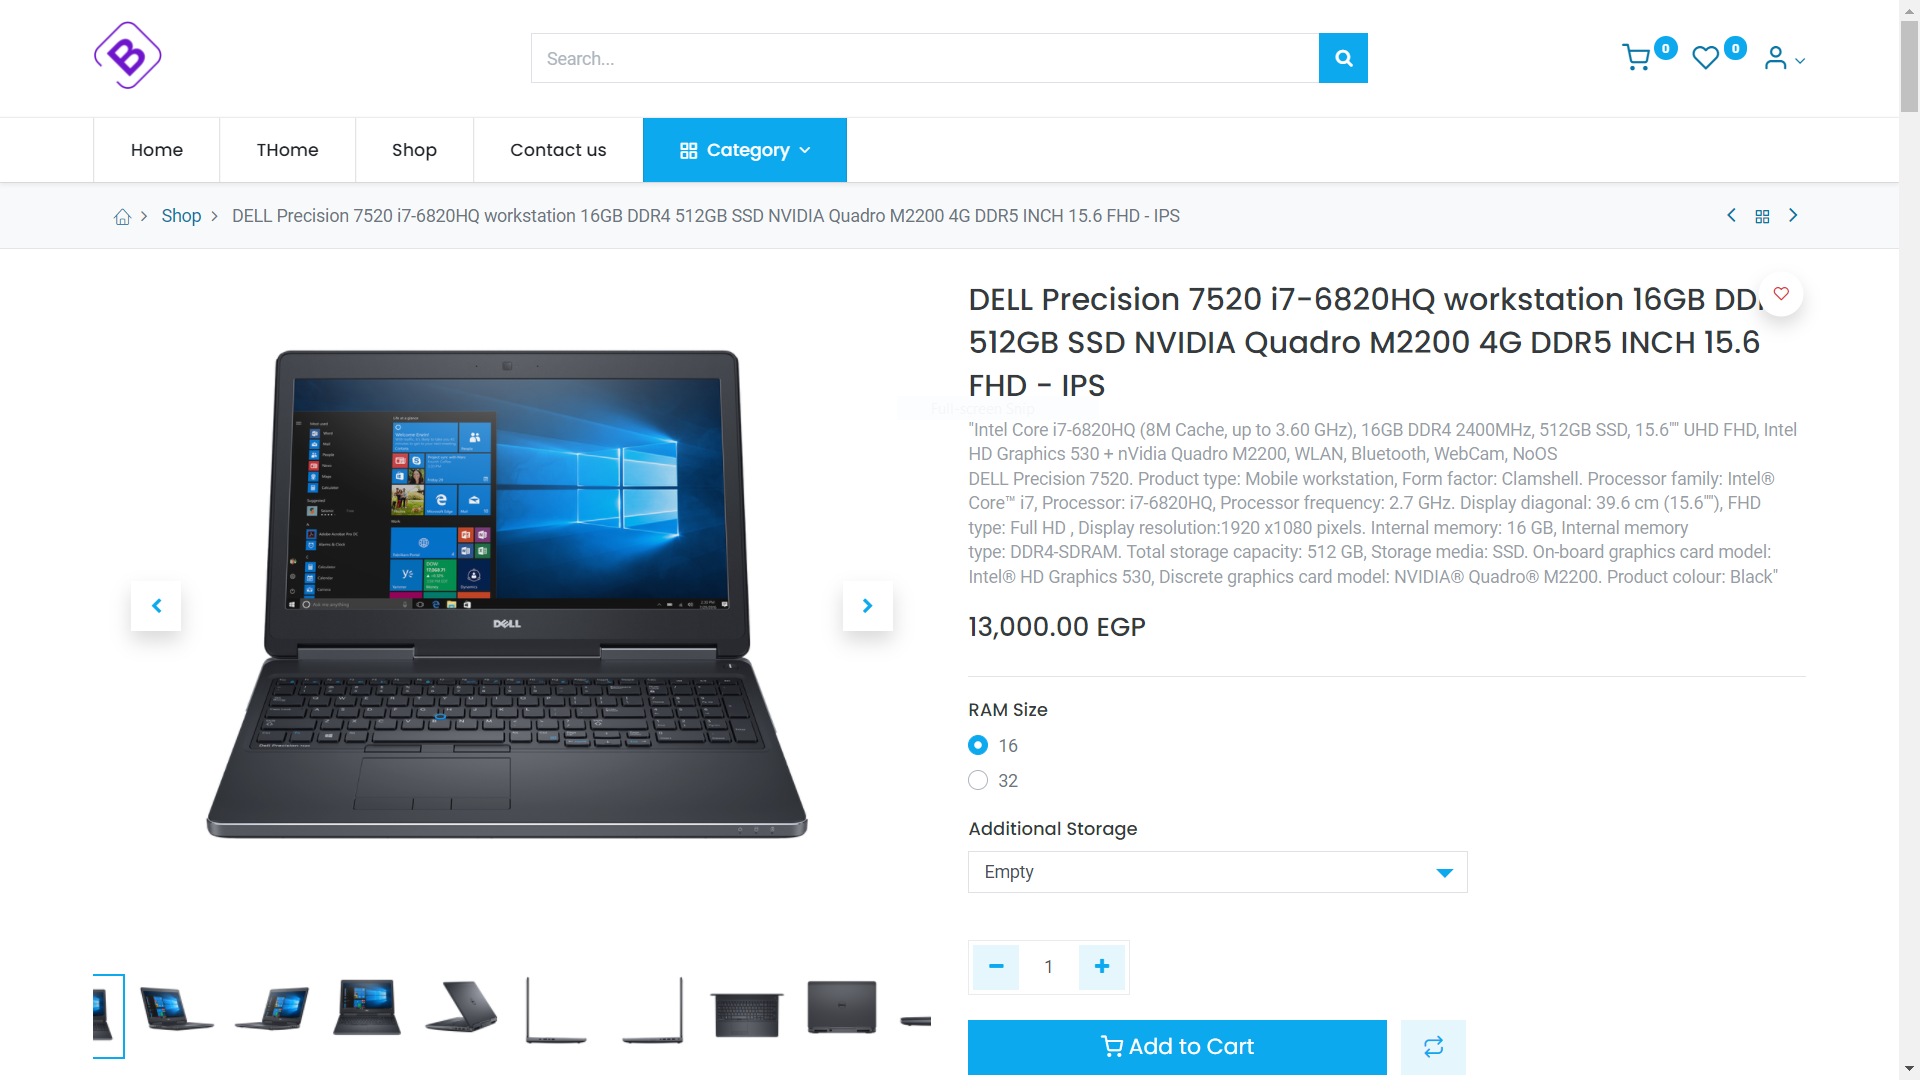 Search...
0
0
Home
THome
Shop
Contact us
Category
Shop
DELL Precision 7520 i7-6820HQ workstation 16GB DDR4 512GB SSD NVIDIA Quadro M2200 4G DDR5 INCH 15.6 FHD - IPS
DELL Precision 7520 i7-6820HQ workstation 16GB
512GB SSD NVIDIA Quadro M2200 4G DDR5 INCH 15.6
FHD - IPS
Full-screen Snip
"Intel Core i7-6820HQ (8M Cache, up to 3.60 GHz), 16GB DDR4 2400MHz, 512GB SSD, 15.6"" UHD FHD, Intel
HD Graphics 530 + nVidia Quadro M2200, WLAN, Bluetooth, WebCam, NoOS
DELL Precision 7520. Product type: Mobile workstation, Form factor: Clamshell. Processor family: Intel®
Core™ i7, Processor: i7-6820HQ, Processor frequency: 2.7 GHz. Display diagonal: 39.6 cm (15.6""), FHD
type: Full HD , Display resolution:1920 x1080 pixels. Internal memory: 16 GB, Internal memory
type: DDR4-SDRAM. Total storage capacity: 512 GB, Storage media: SSD. On-board graphics card model:
Intel® HD Graphics 530, Discrete graphics card model: NVIDIA® Quadro® M2200. Product colour: Black"
13,000.00 EGP
RAM Size
16
32
Additional Storage
Empty
1
Add to Cart
DELL